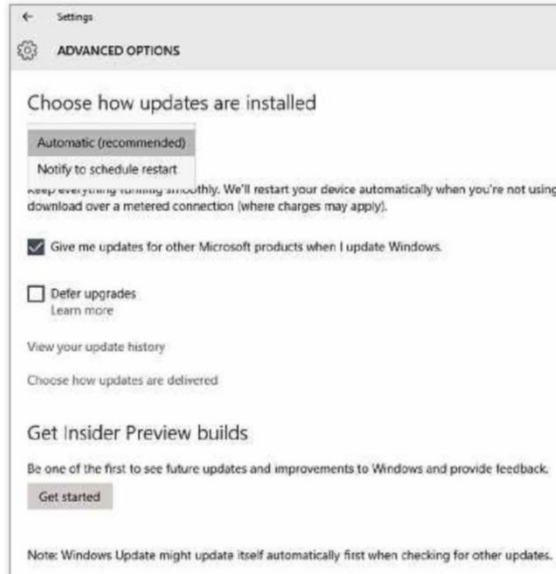 Settings
ADVANCED OPTIONS
Choose how updates are installed
Automatic (recommended)
Notify to schedule restart
Keep everything running smoothly. We'll restart your device automatically when you're not using
download over a metered connection (where charges may apply).
Give me updates for other Microsoft products when I update Windows.
Defer upgrades
Learn more
View your update history
Choose how updates are delivered
Get Insider Preview builds
Be one of the first to see future updates and improvements to Windows and provide feedback.
Get started
Note: Windows Update might update itself automatically first when checking for other updates.